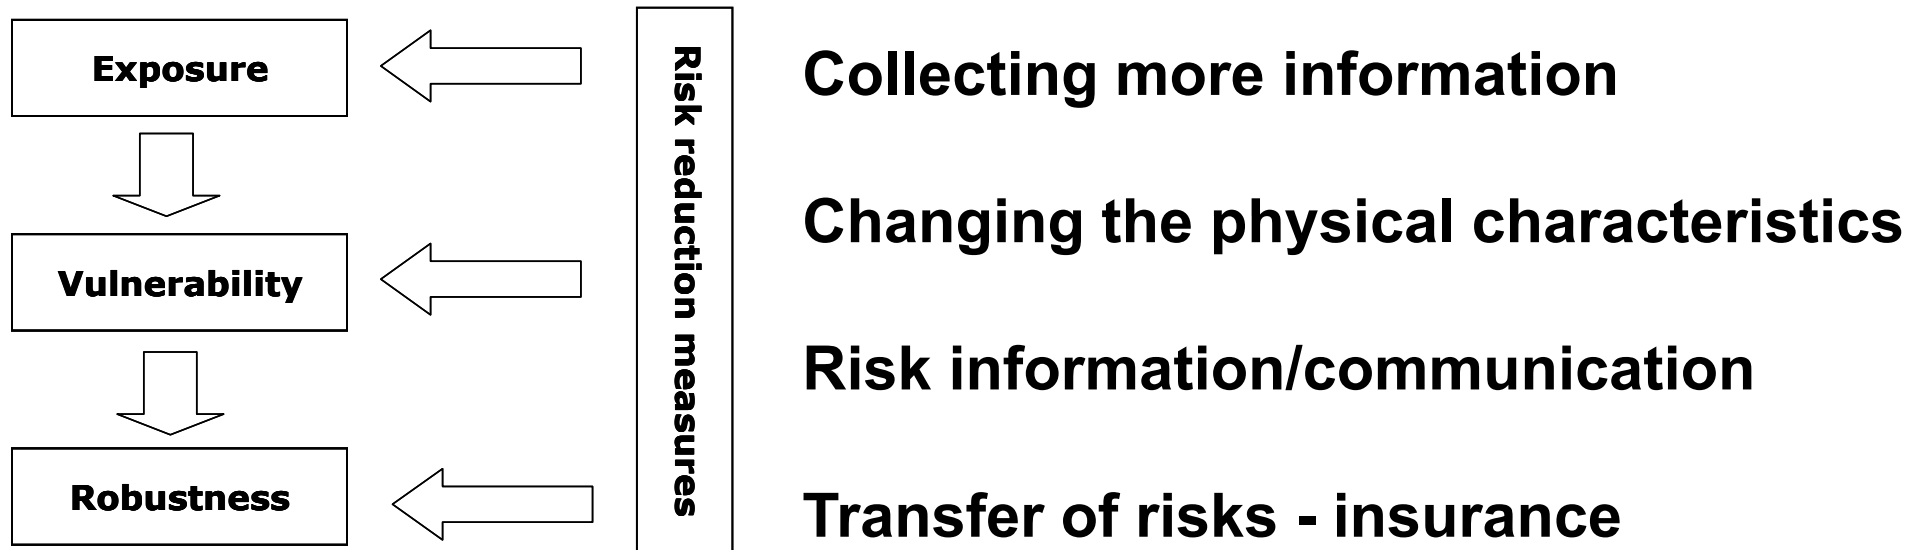 Exposure
Vulnerability
Robustness
Risk reduction measures
Collecting more information
Changing the physical characteristics
Risk information/communication
Transfer of risks - insurance